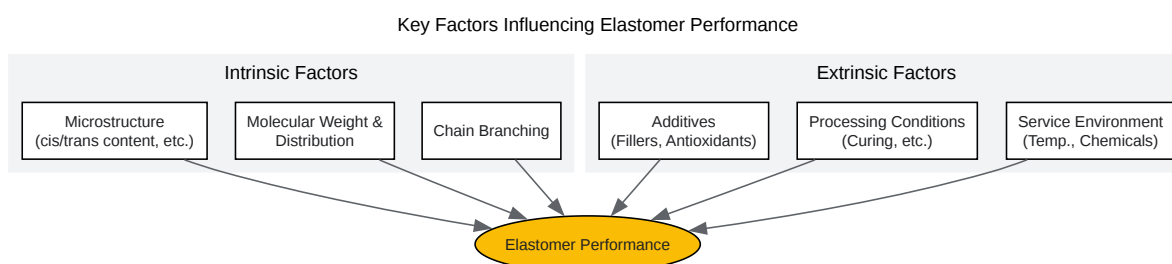 Key Factors Influencing Elastomer Performance
Intrinsic Factors
Microstructure
(cis/trans content, etc.)
Molecular Weight &
Distribution
Chain Branching
Extrinsic Factors
Additives
(Fillers, Antioxidants)
Processing Conditions
(Curing, etc.)
Service Environment
(Temp., Chemicals)
Elastomer Performance